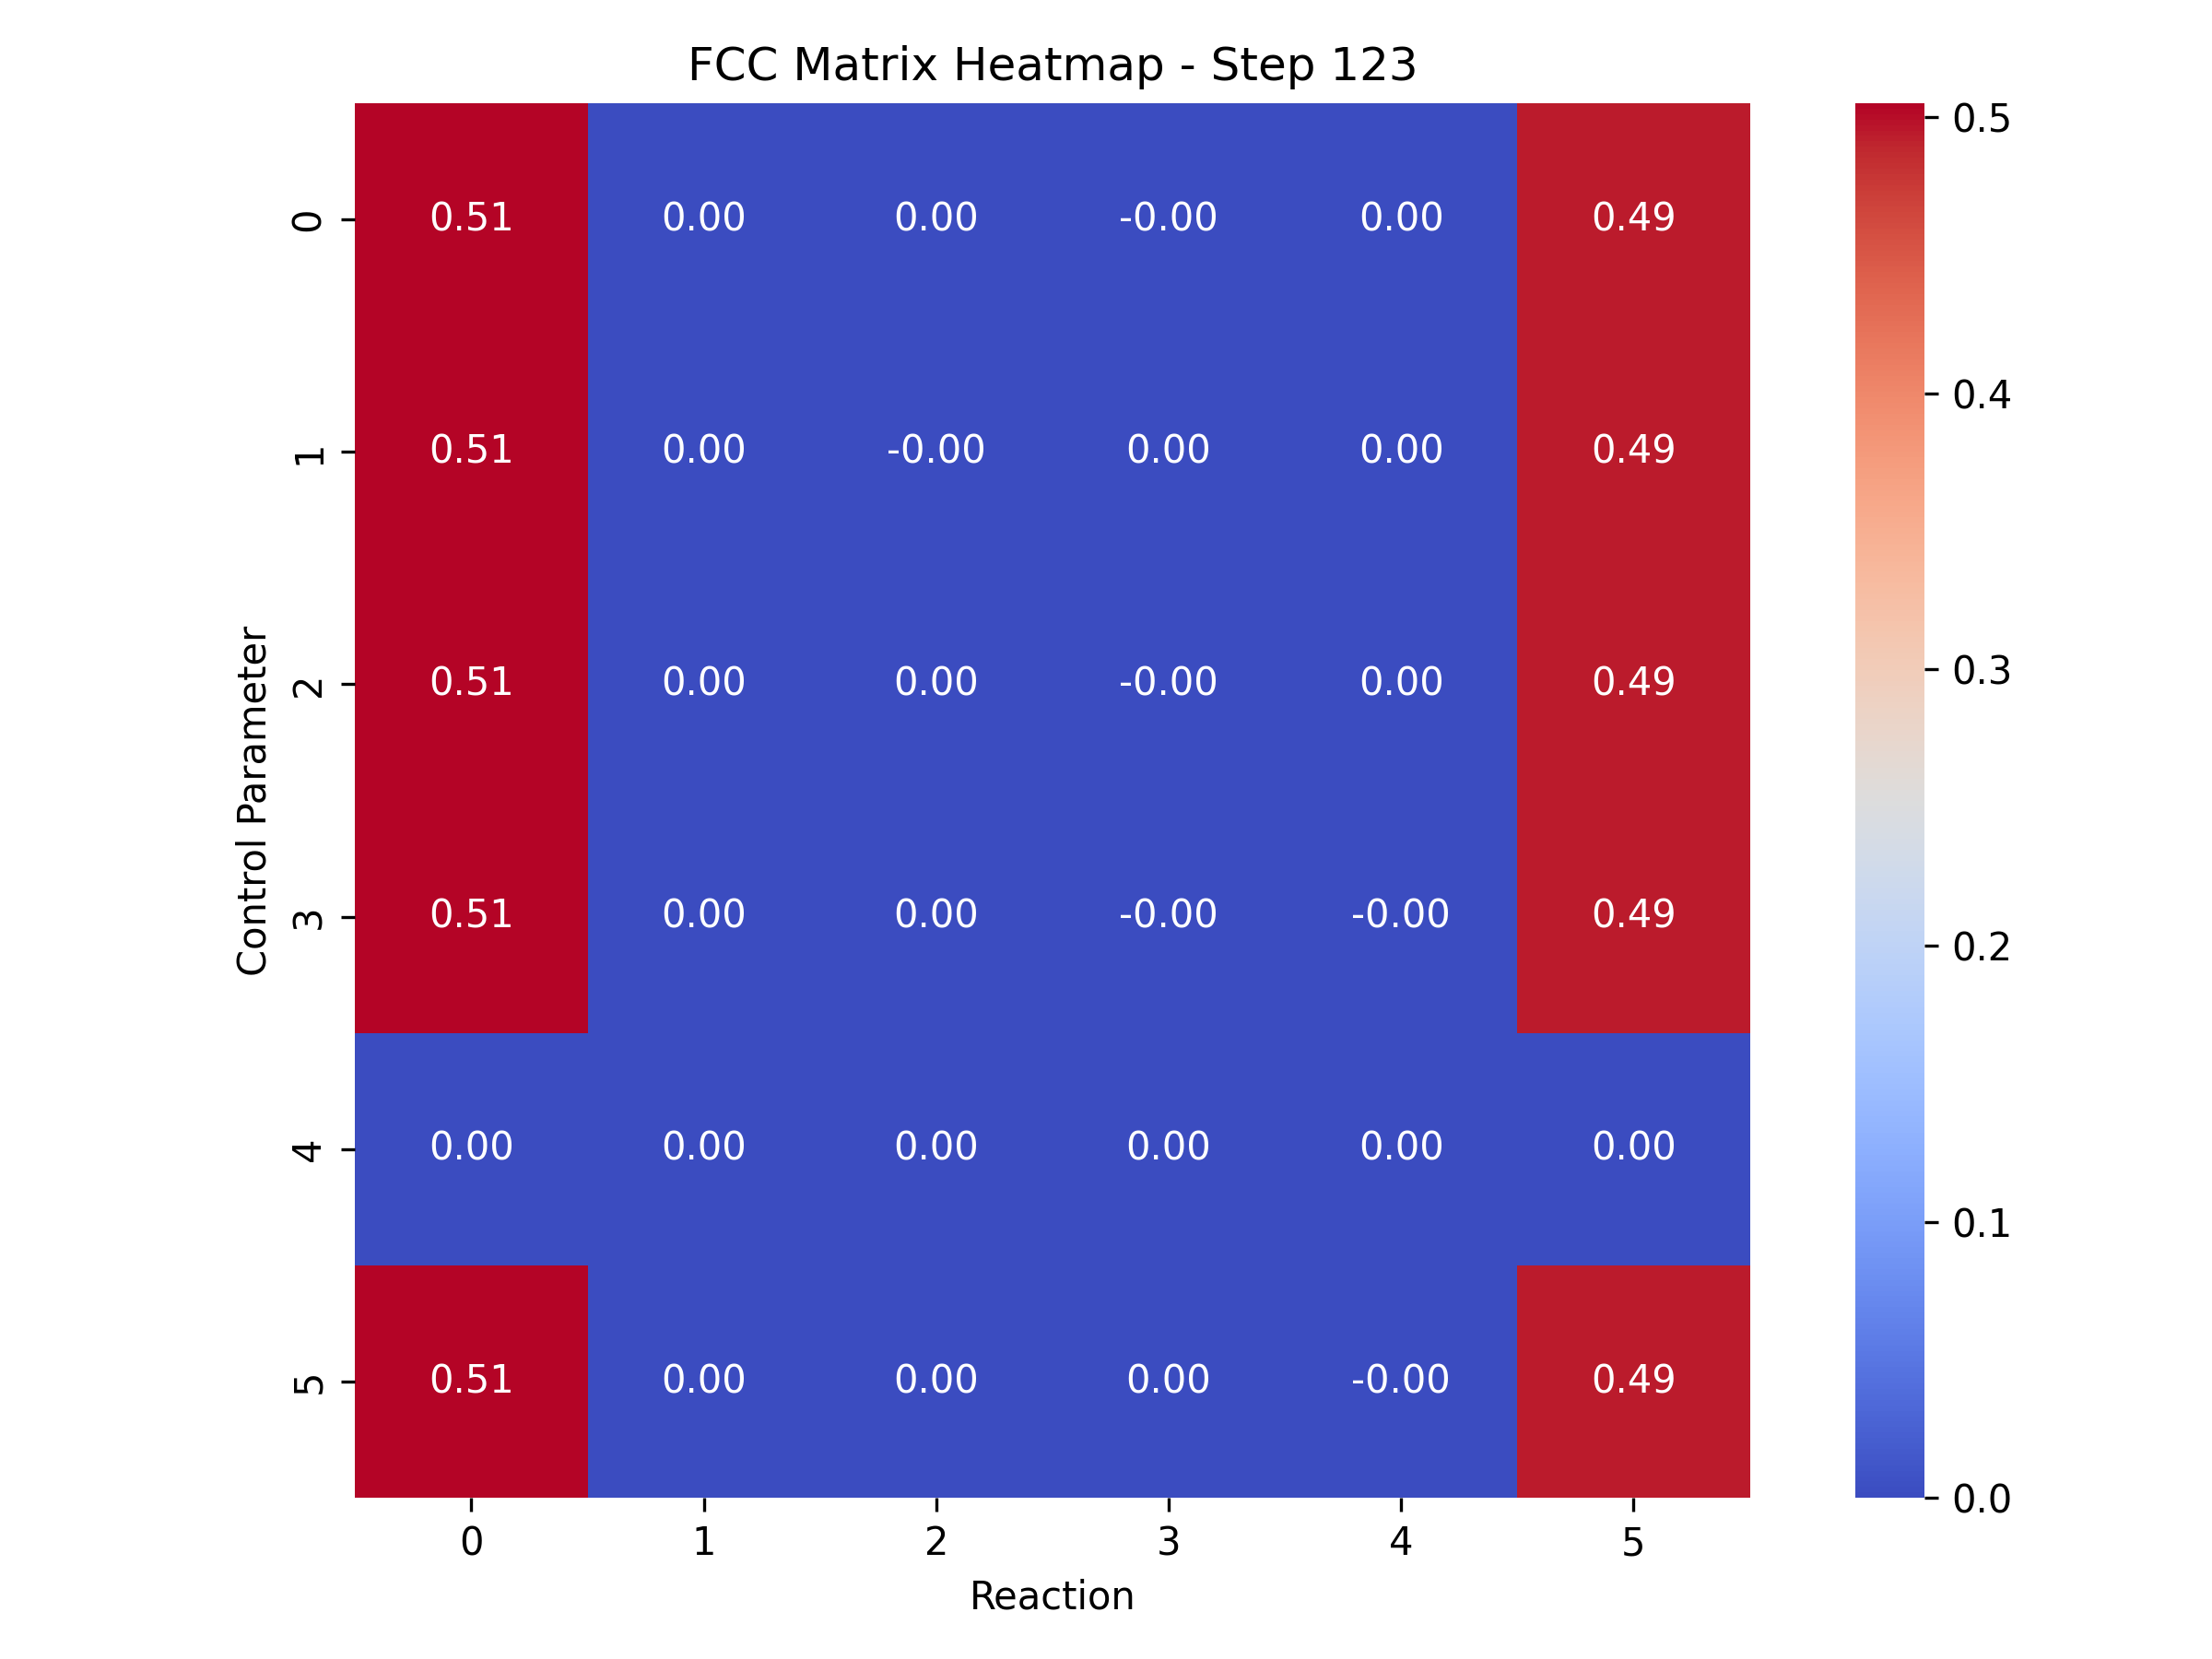 FCC Matrix Heatmap - Step 123
0 0.51 0.00 0.00 -0.00 0.00 0.49
1 0.51 0.00 -0.00 0.00 0.00 0.49
2 0.51 0.00 0.00 -0.00 0.00 0.49
3 0.51 0.00 0.00 -0.00 -0.00 0.49
4 0.00 0.00 0.00 0.00 0.00 0.00
5 0.51 0.00 0.00 0.00 -0.00 0.49
0 1 2 3 4 5
Reaction
Control Parameter
0.5
0.4
0.3
0.2
0.1
0.0